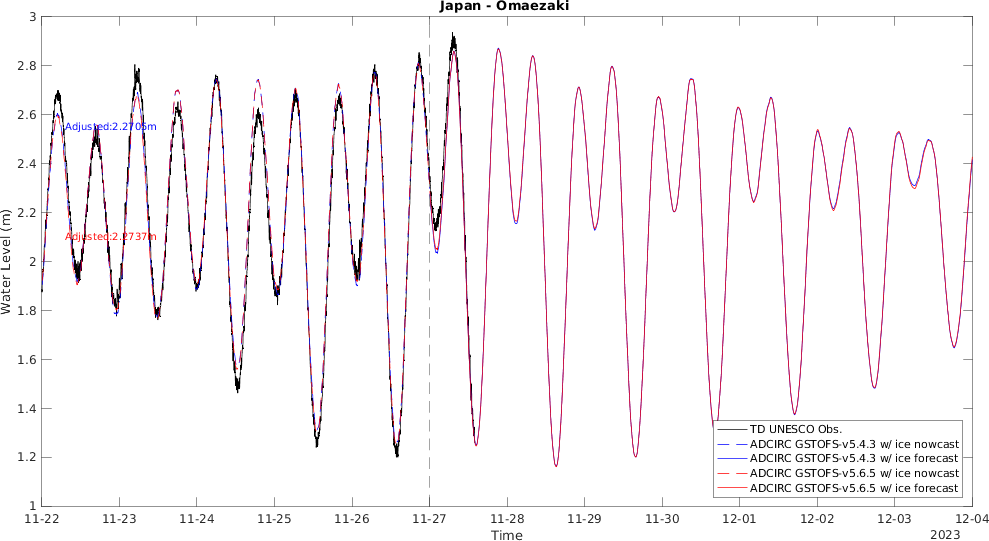 Japan - Omaezaki
3
2.8
2.6
2.4
2.2
2
1.8
1.6
1.4
1.2
1
Water Level (m)
Adjusted:2.2705m
Adjusted:2.2737m
TD UNESCO Obs.
ADCIRC GSTOFS-v5.4.3 w/ ice nowcast
ADCIRC GSTOFS-v5.4.3 w/ ice forecast
ADCIRC GSTOFS-v5.6.5 w/ ice nowcast
ADCIRC GSTOFS-v5.6.5 w/ ice forecast
11-22 11-23 11-24 11-25 11-26 11-27 11-28 11-29 11-30 12-01 12-02 12-03 12-04
Time
2023